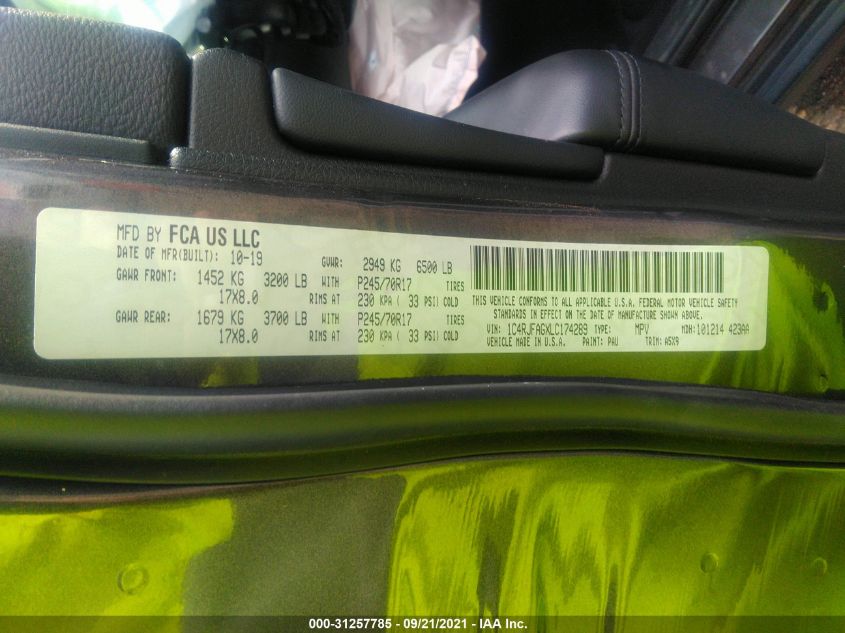 MFD BY FCA US LLC
DATE OF MFR(BUILT): 10-19 GVWR: 2949 KG 6500 LB
GAWR FRONT: 1452 KG 3200 LB WITH P245/70R17 TIRES
17X8.0 RIMS AT 230 KPA ( 33 PSI) COLD
GAWR REAR: 1679 KG 3700 LB WITH P245/70R17 TIRES
17X8.0 RIMS AT 230 KPA ( 33 PSI) COLD
THIS VEHICLE CONFORMS TO ALL APPLICABLE U.S.A. FEDERAL MOTOR VEHICLE SAFETY
STANDARDS IN EFFECT ON THE DATE OF MANUFACTURE SHOWN ABOVE.
VIN: 1C4RJFAGXLC174289 TYPE: MPV MDH:101214 423AA
VEHICLE MADE IN U.S.A. PAINT: PAU TRIM: A5X9
000-31257785 - 09/21/2021 - IAA Inc.